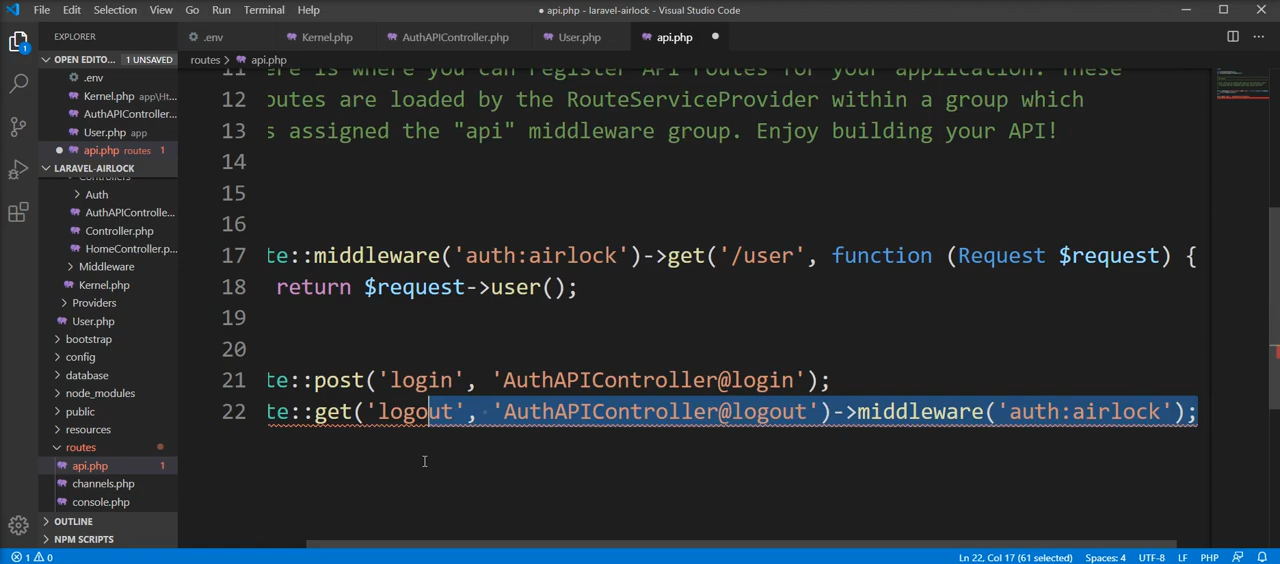 File Edit Selection View Go Run Terminal Help
● api.php - laravel-airlock - Visual Studio Code
EXPLORER
.env Kernel.php AuthAPIController.php User.php api.php
OPEN EDITO... 1 UNSAVED
routes > api.php
.env
Kernel.php app\Ht...
AuthAPIController...
User.php app
api.php routes 1
LARAVEL-AIRLOCK
Controllers
Auth
AuthAPIControlle...
Controller.php
HomeController.p...
Middleware
Kernel.php
Providers
User.php
bootstrap
config
database
node_modules
public
resources
routes
api.php 1
channels.php
console.php
OUTLINE
NPM SCRIPTS
11 ere is where you can register API routes for your application. These
12 outes are loaded by the RouteServiceProvider within a group which
13 s assigned the "api" middleware group. Enjoy building your API!
14
15
16
17 te::middleware('auth:airlock')->get('/user', function (Request $request) {
18 return $request->user();
19
20
21 te::post('login', 'AuthAPIController@login');
22 te::get('logout', 'AuthAPIController@logout')->middleware('auth:airlock');
1 0 Ln 22, Col 17 (61 selected) Spaces: 4 UTF-8 LF PHP